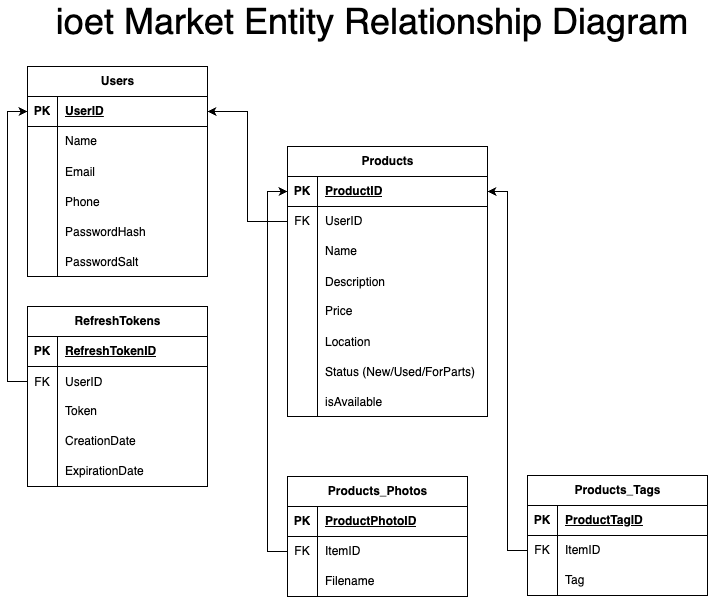 ioet Market Entity Relationship Diagram
Users
PK UserID
Name
Email
Phone
PasswordHash
PasswordSalt
RefreshTokens
PK RefreshTokenID
FK UserID
Token
CreationDate
ExpirationDate
Products
PK ProductID
FK UserID
Name
Description
Price
Location
Status (New/Used/ForParts)
isAvailable
Products_Photos
PK ProductPhotoID
FK ItemID
Filename
Products_Tags
PK ProductTagID
FK ItemID
Tag